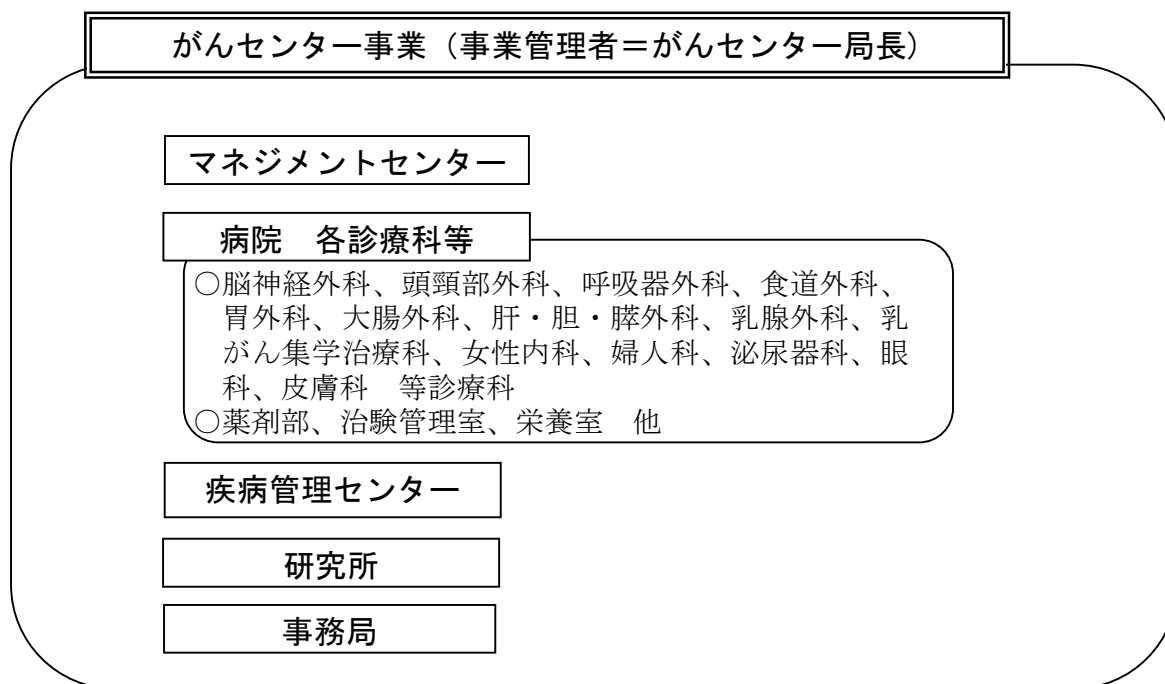 がんセンター事業（事業管理者＝がんセンター局長）
マネジメントセンター
病院　各診療科等
○脳神経外科、頭頸部外科、呼吸器外科、食道外科、
胃外科、大腸外科、肝・胆・膵外科、乳腺外科、乳
がん集学治療科、女性内科、婦人科、泌尿器科、眼
科、皮膚科　等診療科
○薬剤部、治験管理室、栄養室　他
疾病管理センター
研究所
事務局